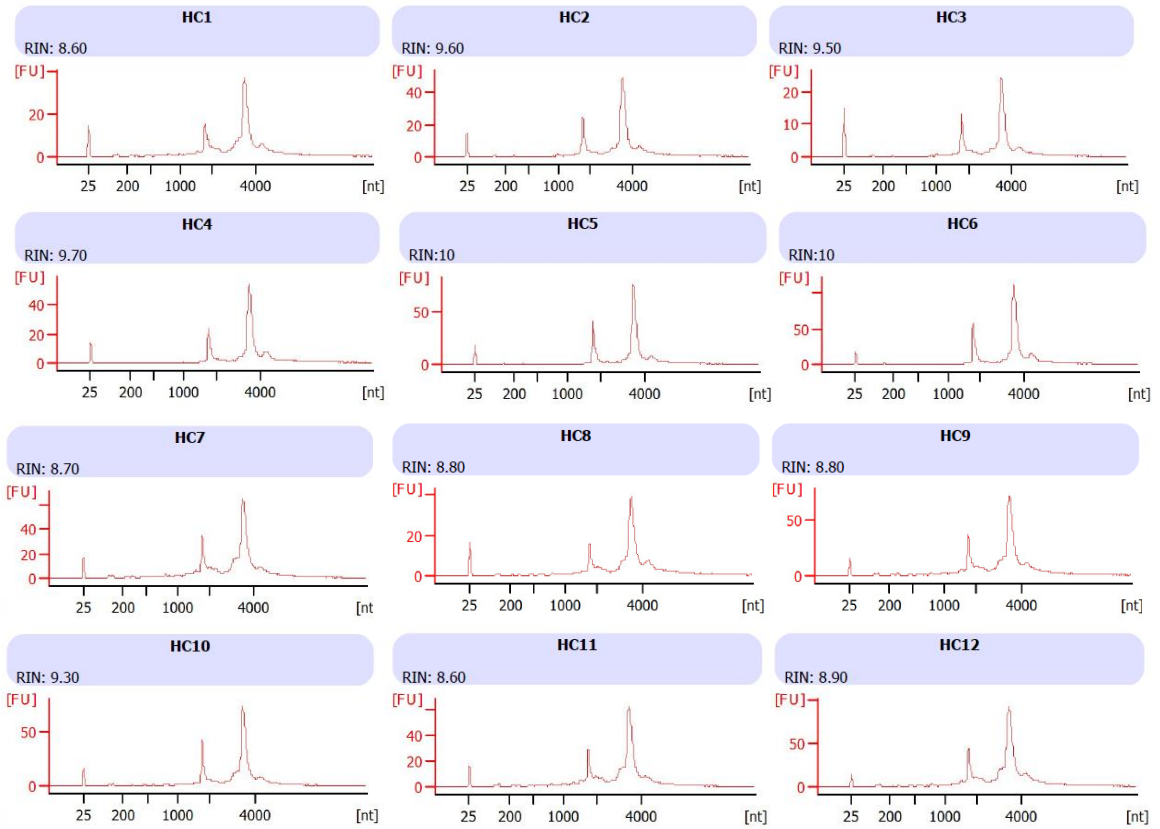 HC1
RIN: 8.60
[FU]
20
0
25 200 1000 4000 [nt]
HC2
RIN: 9.60
[FU]
40
20
0
25 200 1000 4000 [nt]
HC3
RIN: 9.50
[FU]
20
10
0
25 200 1000 4000 [nt]
HC4
RIN: 9.70
[FU]
40
20
0
25 200 1000 4000 [nt]
HC5
RIN:10
[FU]
50
0
25 200 1000 4000 [nt]
HC6
RIN:10
[FU]
50
0
25 200 1000 4000 [nt]
HC7
RIN: 8.70
[FU]
40
20
0
25 200 1000 4000 [nt
HC8
RIN: 8.80
[FU]
20
0
25 200 1000 4000 [nt]
HC9
RIN: 8.80
[FU]
50
0
25 200 1000 4000 [nt]
HC10
RIN: 9.30
[FU]
50
0
25 200 1000 4000 [nt]
HC11
RIN: 8.60
[FU]
40
20
0
25 200 1000 4000 [nt]
HC12
RIN: 8.90
[FU]
50
0
25 200 1000 4000 [nt]